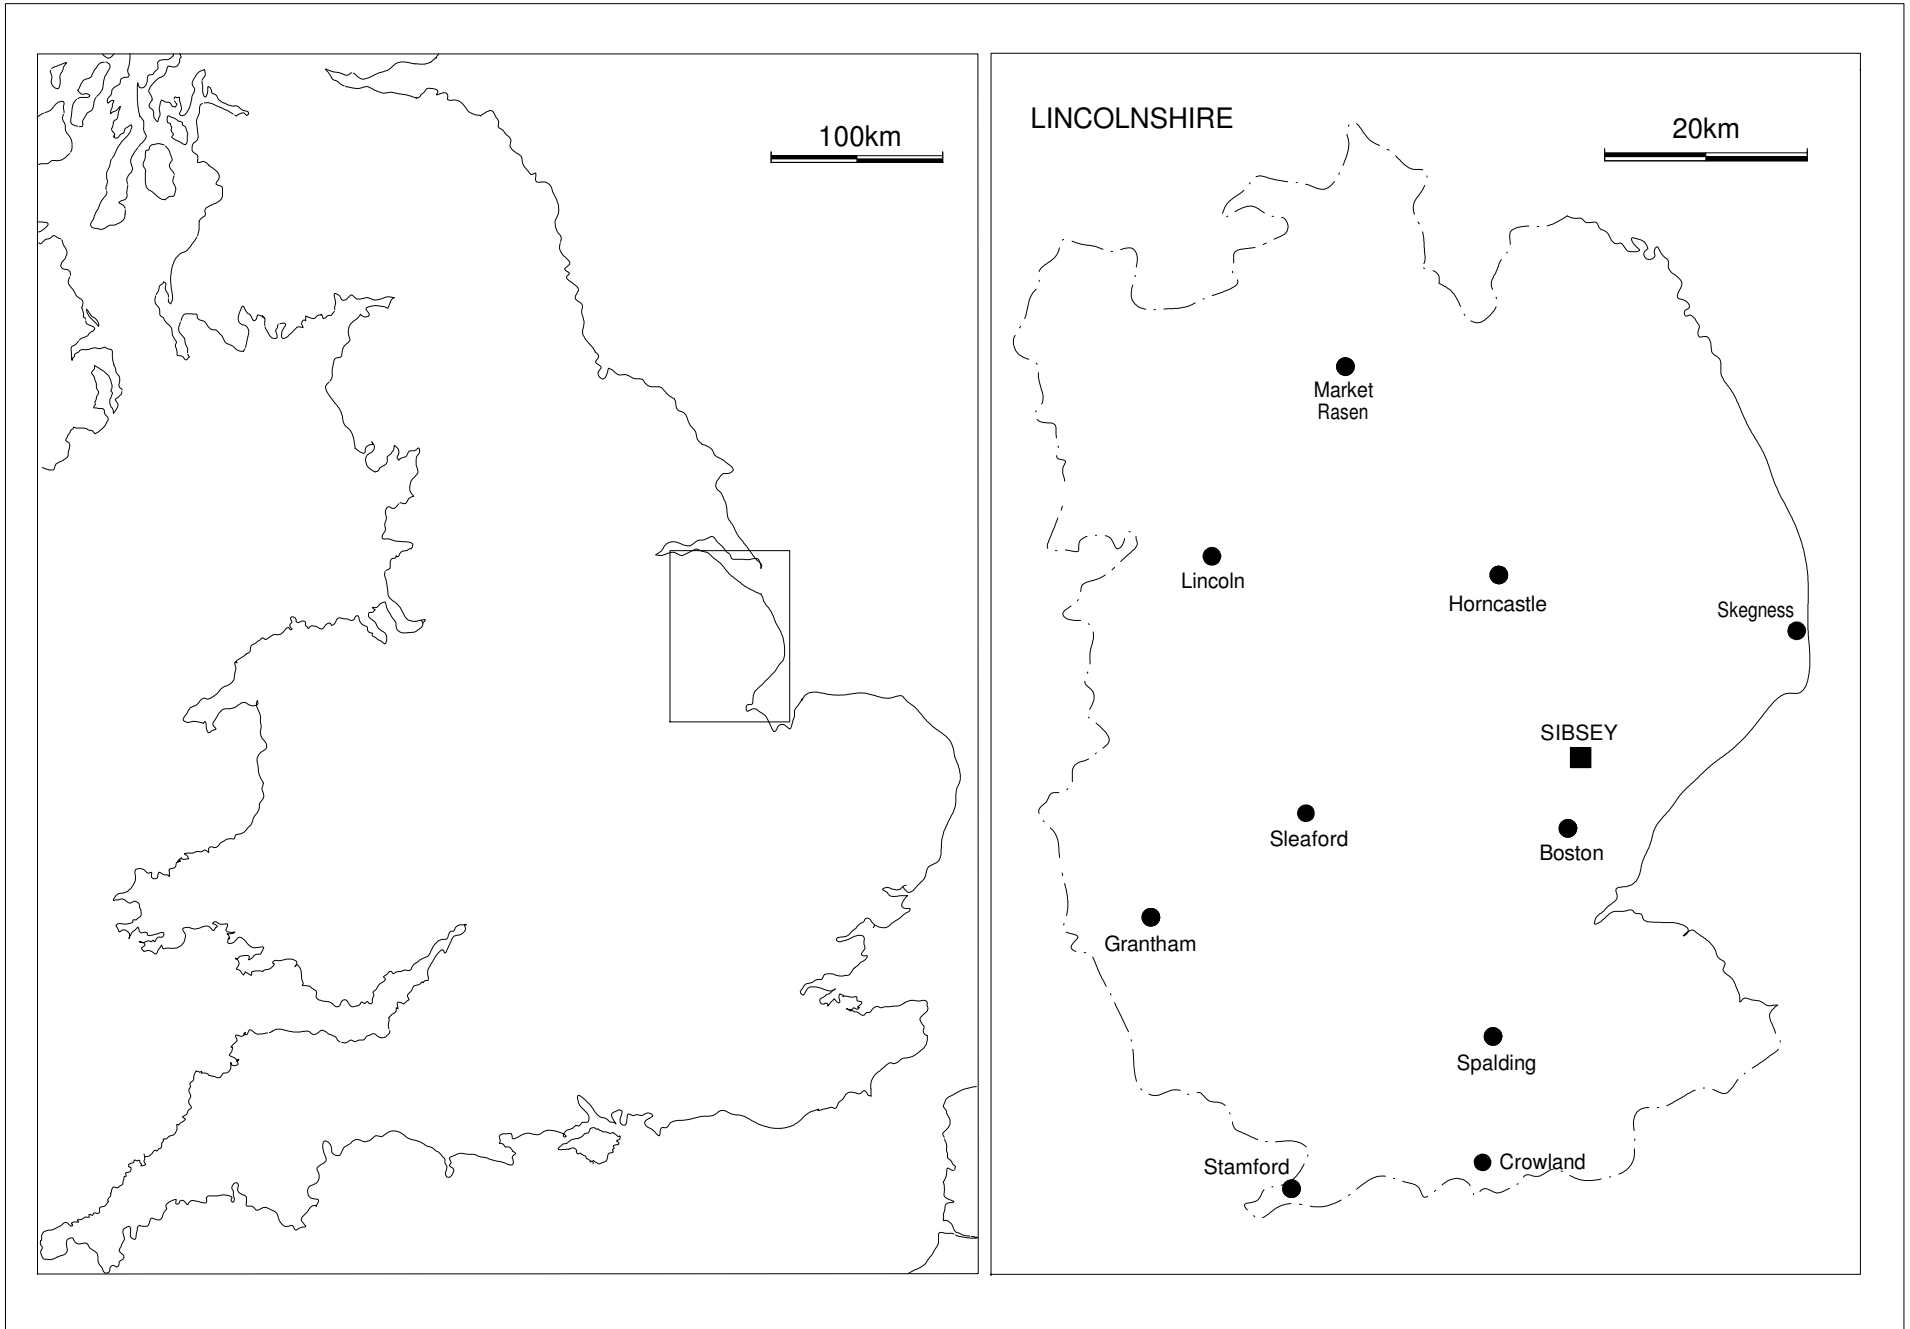 100km
LINCOLNSHIRE
20km
Market
Rasen
Lincoln
Horncastle
Skegness
SIBSEY
Sleaford
Boston
Grantham
Spalding
Stamford
Crowland